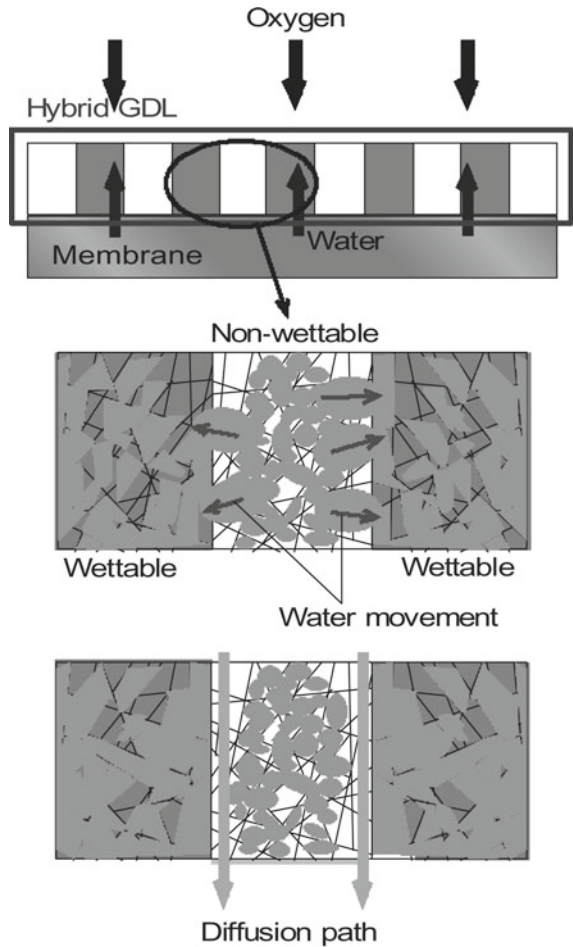 Oxygen
Hybrid GDL
Water
Membrane
Non-wettable
Wettable
Wettable
Water movement
Diffusion path